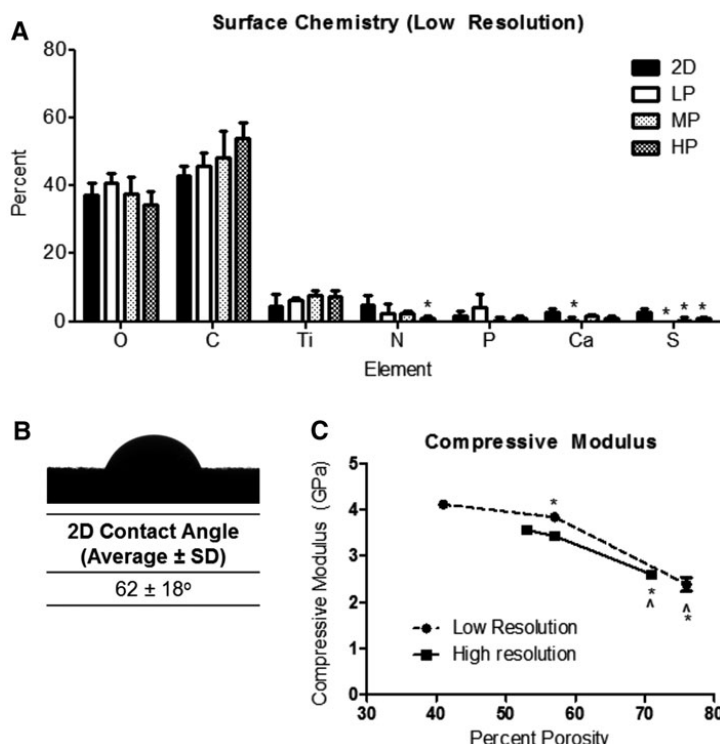 A
Surface Chemistry (Low Resolution)
80
60
40
20
0
Percent
2D
LP
MP
HP
*
*
*
*
*
O
C
Ti
N
P
Ca
S
Element
B
2D Contact Angle
(Average ± SD)
62 ± 18°
C
Compressive Modulus
5
4
3
2
1
0
Compressive Modulus (GPa)
*
*
^
^
*
Low Resolution
High resolution
30
40
50
60
70
80
Percent Porosity